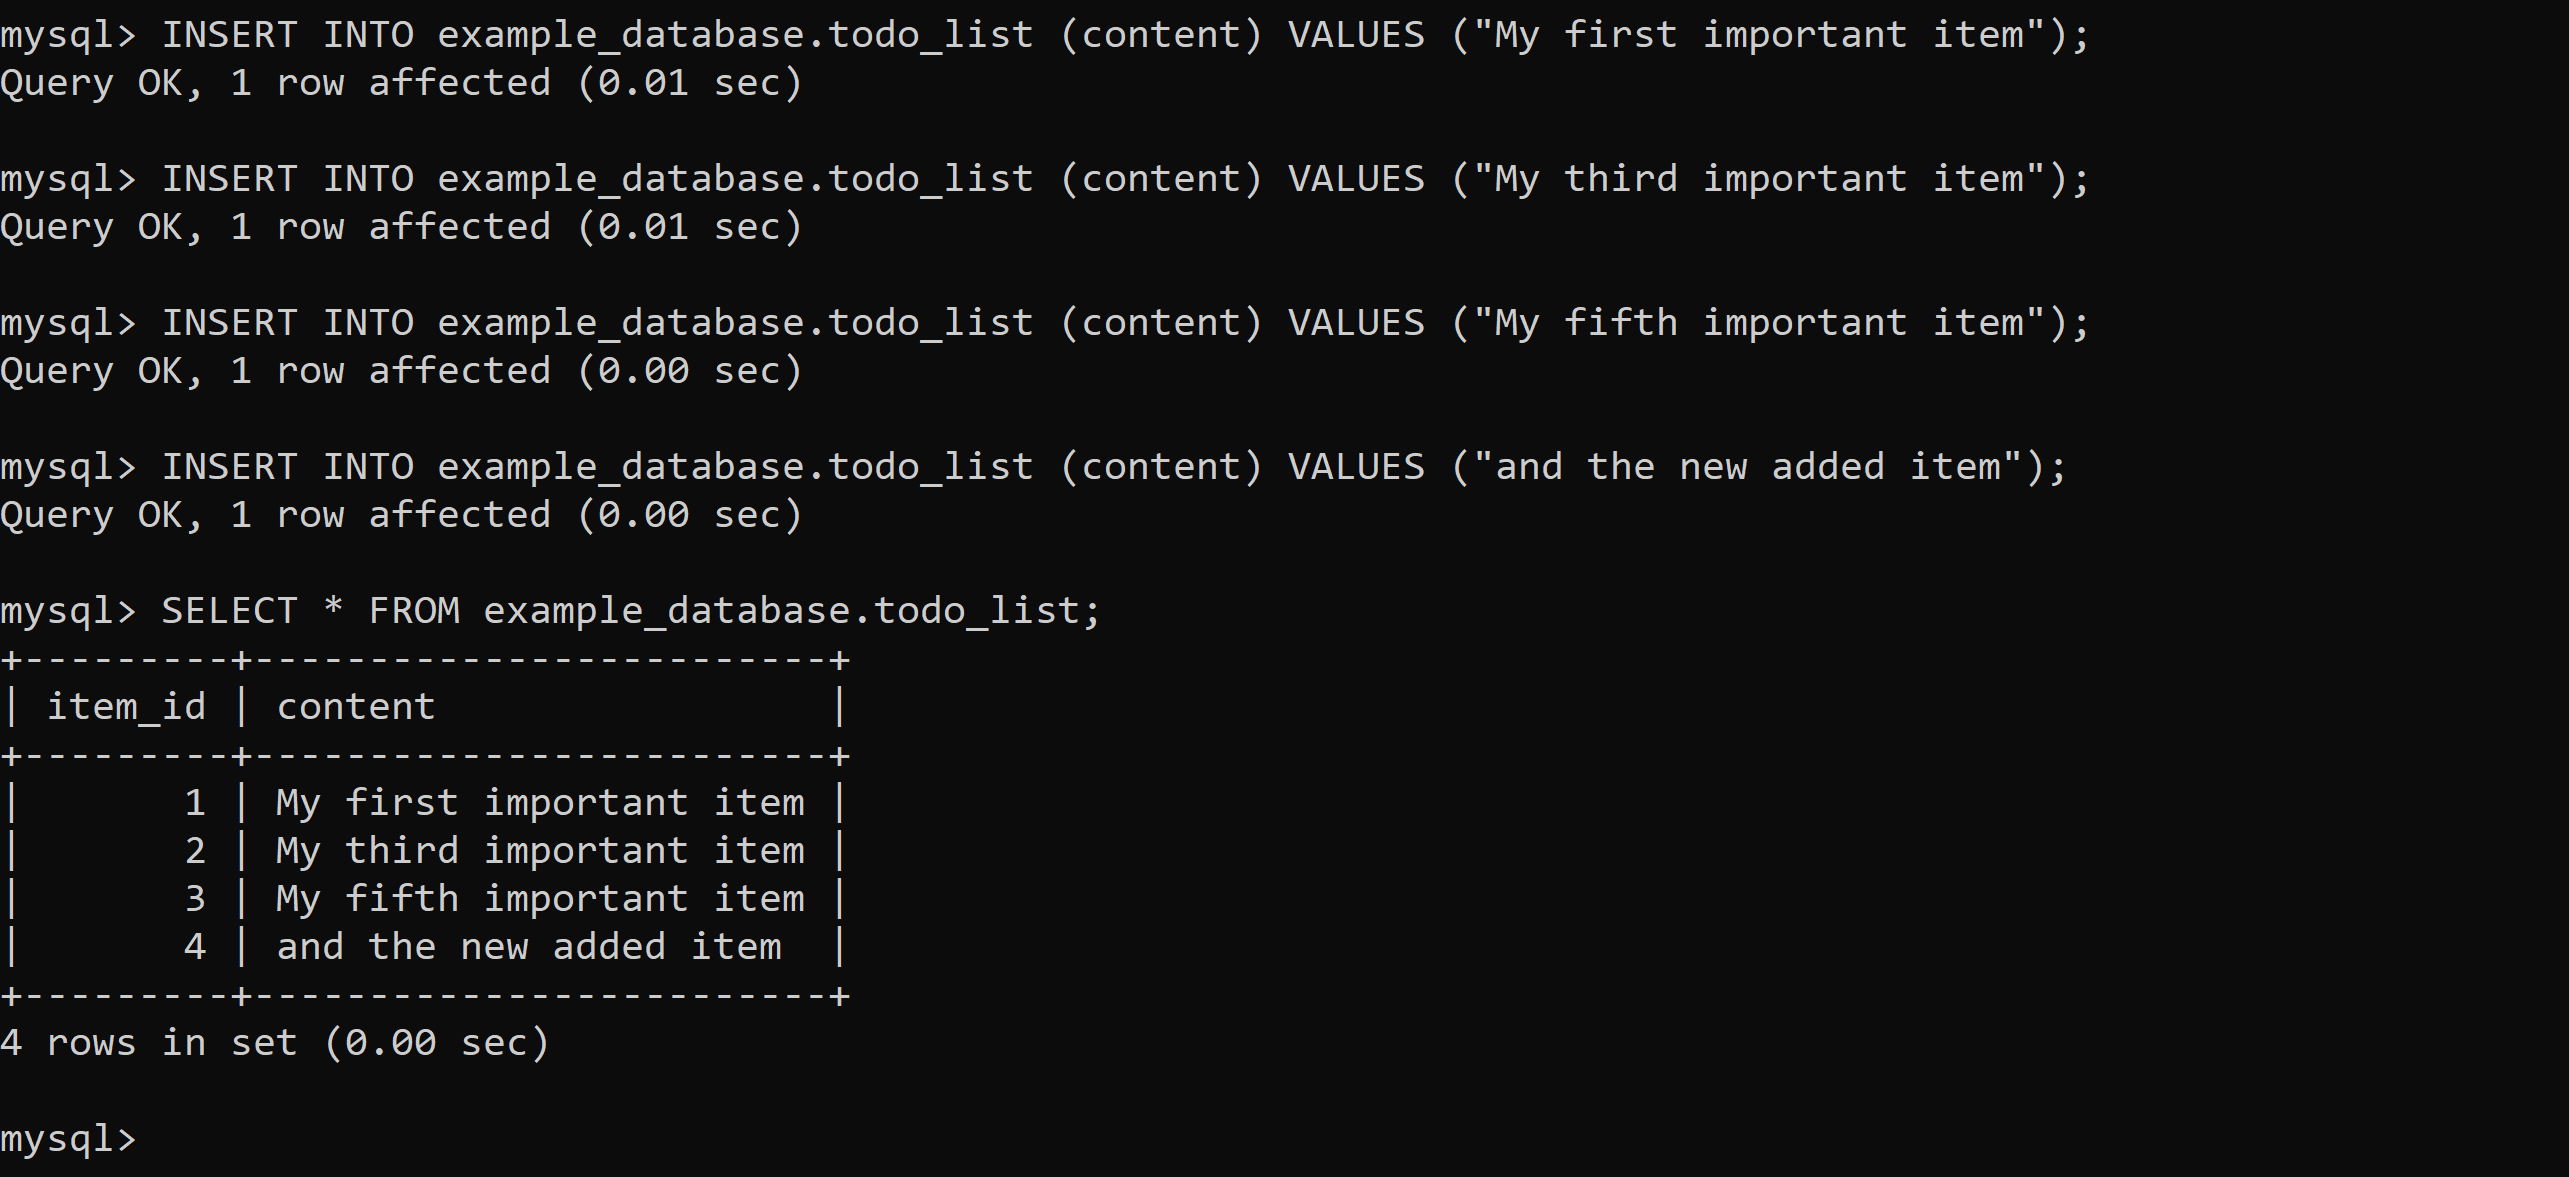 mysql> INSERT INTO example_database.todo_list (content) VALUES ("My first important item");
Query OK, 1 row affected (0.01 sec)

mysql> INSERT INTO example_database.todo_list (content) VALUES ("My third important item");
Query OK, 1 row affected (0.01 sec)

mysql> INSERT INTO example_database.todo_list (content) VALUES ("My fifth important item");
Query OK, 1 row affected (0.00 sec)

mysql> INSERT INTO example_database.todo_list (content) VALUES ("and the new added item");
Query OK, 1 row affected (0.00 sec)

mysql> SELECT * FROM example_database.todo_list;
+---------+-------------------------+
| item_id | content                 |
+---------+-------------------------+
|       1 | My first important item |
|       2 | My third important item |
|       3 | My fifth important item |
|       4 | and the new added item  |
+---------+-------------------------+
4 rows in set (0.00 sec)

mysql>